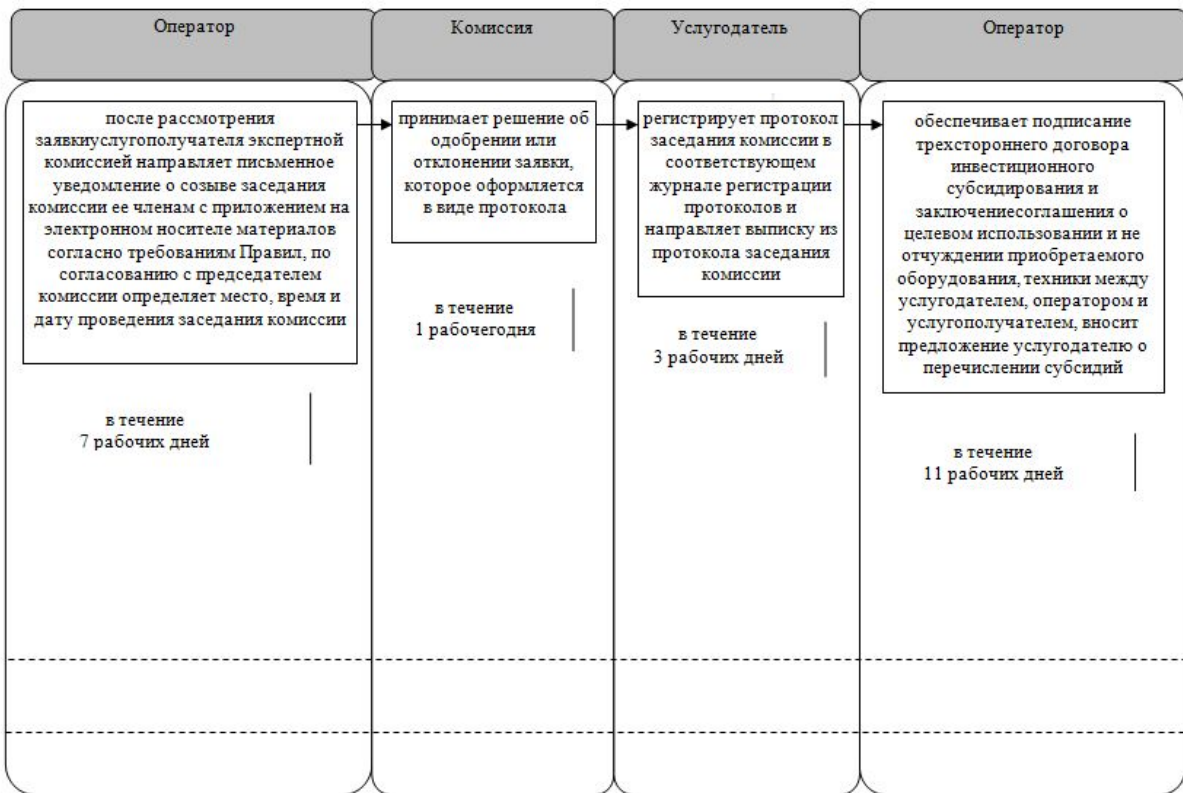 Оператор
Комиссия
Услугодатель
Оператор
после рассмотрения
заявкиуслугополучателя экспертной
комиссией направляет письменное
уведомление о созыве заседания
комиссии ее членам с приложением на
электронном носителе материалов
согласно требованиям Правил, по
согласованию с председателем
комиссии определяет место, время и
дату проведения заседания комиссии
в течение
7 рабочих дней
принимает решение об
одобрении или
отклонении заявки,
которое оформляется
в виде протокола
в течение
1 рабочегодня
регистрирует протокол
заседания комиссии в
соответствующем
журнале регистрации
протоколов и
направляет выписку из
протокола заседания
комиссии
в течение
3 рабочих дней
обеспечивает подписание
трехстороннего договора
инвестиционного
субсидирования и
заключениесоглашения о
целевом использовании и не
отчуждении приобретаемого
оборудования, техники между
услугодателем, оператором и
услугополучателем, вносит
предложение услугодателю о
перечислении субсидий
в течение
11 рабочих дней